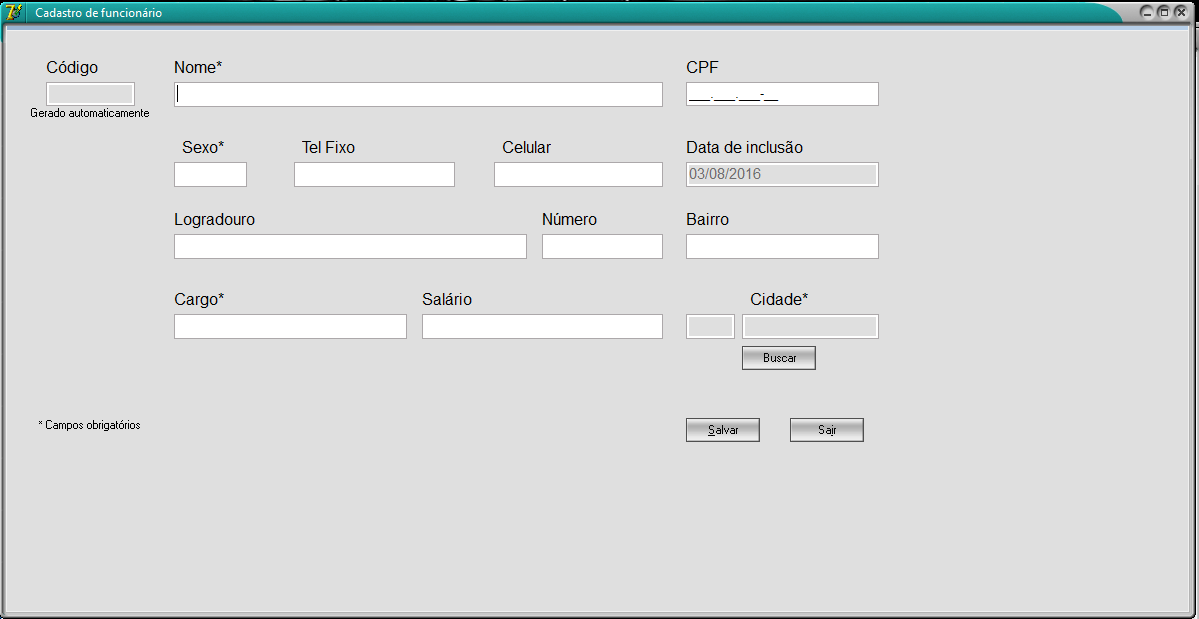 Cadastro de funcionário
Código Nome* CPF
___.___.___-__
Gerado automaticamente
Sexo* Tel Fixo Celular Data de inclusão
03/08/2016
Logradouro Número Bairro
Cargo* Salário Cidade*
Buscar
* Campos obrigatórios
Salvar Sair